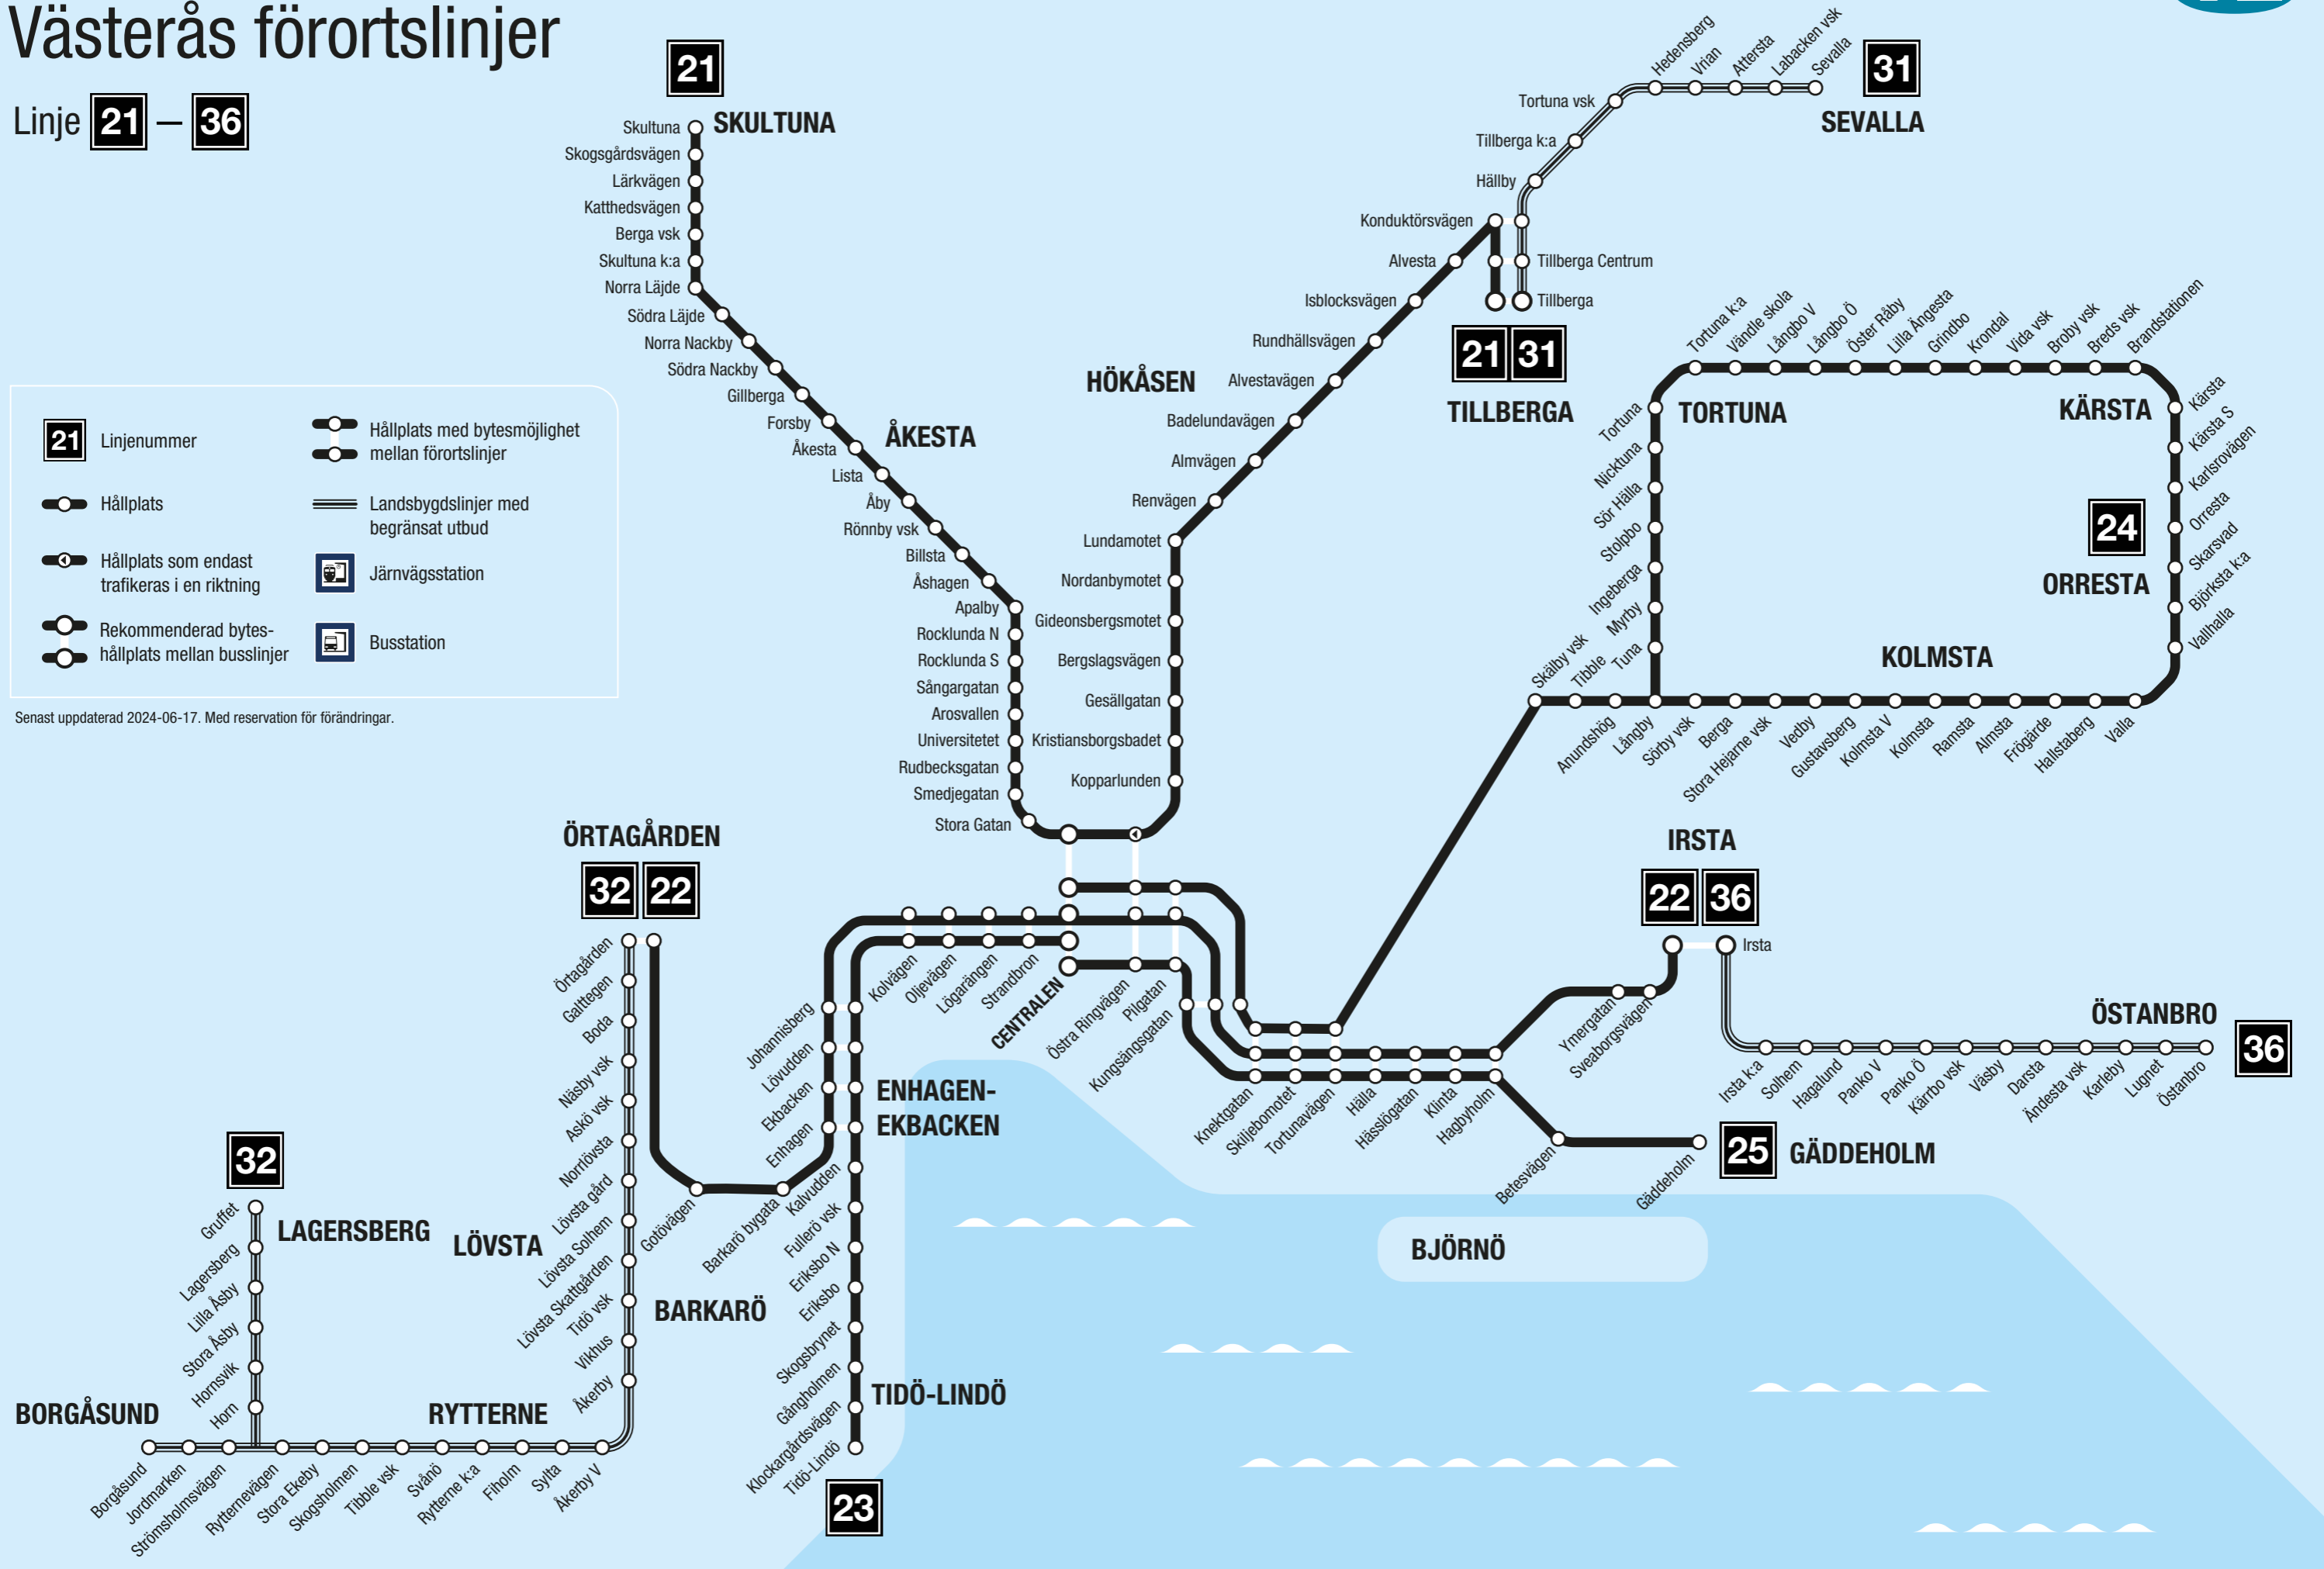 Västerås förortslinjer
Linje 21 – 36
21
SKULTUNA
Skultuna
Skogsgårdsvägen
Lärkvägen
Katthedsvägen
Berga vsk
Skultuna k:a
Norra Läjde
Södra Läjde
Norra Nackby
Södra Nackby
Gillberga
Forsby
Åkesta
ÅKESTA
Lista
Åby
Rönnby vsk
Billsta
Åshagen
Apalby
Rocklunda N
Rocklunda S
Sångargatan
Arosvallen
Universitetet
Rudbecksgatan
Smedjegatan
Stora Gatan
31
SEVALLA
Hedensberg
Vrian
Attersta
Labacken vsk
Sevalla
Tortuna vsk
Tillberga k:a
Hällby
Konduktörsvägen
Tillberga Centrum
Tillberga
21 31
TILLBERGA
Alvesta
Isblocksvägen
Rundhällsvägen
HÖKÅSEN
Alvestavägen
Badelundavägen
Almvägen
Renvägen
Lundamotet
Nordanbymotet
Gideonsbergsmotet
Bergslagsvägen
Gesällgatan
Kristiansborgsbadet
Kopparlunden
21
Linjenummer
Hållplats
Hållplats som endast
trafikeras i en riktning
Rekommenderad bytes-
hållplats mellan busslinjer
Hållplats med bytesmöjlighet
mellan förortslinjer
Landsbygdslinjer med
begränsat utbud
Järnvägsstation
Busstation
Senast uppdaterad 2024-06-17. Med reservation för förändringar.
Tortuna k:a
Vändle skola
Långbo V
Långbo Ö
Öster Råby
Lilla Ängesta
Grindbo
Krondal
Vida vsk
Broby vsk
Breds vsk
Brandstationen
TORTUNA
KÄRSTA
Kärsta
Kärsta S
Karlsrovägen
Orresta
Skarsvad
Björksta k:a
Vallhalla
24
ORRESTA
KOLMSTA
Tortuna
Nicktuna
Sör Hälla
Stolpbo
Ingeberga
Myrby
Tuna
Skälby vsk
Tibble
Anundshög
Långby
Sörby vsk
Berga
Stora Hejarne vsk
Vedby
Gustavsberg
Kolmsta V
Kolmsta
Ramsta
Almsta
Frögärde
Hallstaberg
Valla
ÖRTAGÅRDEN
32 22
Örtagården
Galttegen
Boda
Näsby vsk
Askö vsk
Norrlövsta
Lövsta gård
Lövsta Solhem
Lövsta Skattgården
Tidö vsk
Vikhus
Åkerby
LÖVSTA
BARKARÖ
Gotövägen
Barkarö bygata
32
LAGERSBERG
Gruffet
Lagersberg
Lilla Åsby
Stora Åsby
Hornsvik
Horn
BORGÅSUND
RYTTERNE
Borgåsund
Jordmarken
Strömsholmsvägen
Ryttternevägen
Stora Ekeby
Skogsholmen
Tibble vsk
Svånö
Rytterne k:a
Fiholm
Sylta
Åkerby V
Johannisberg
Lövudden
Ekbacken
Enhagen
ENHAGEN-
EKBACKEN
Kalvudden
Fullerö vsk
Eriksbo N
Eriksbo
Skogsbrynet
Gångholmen
Klockargårdsvägen
Tidö-Lindö
TIDÖ-LINDÖ
23
Kolvägen
Oljevägen
Lögarängen
Strandbron
CENTRALEN
Östra Ringvägen
Pilgatan
Kungsängsgatan
Knektgatan
Skiljebomotet
Tortunavägen
Hälla
Hässlögatan
Klinta
Hagbyholm
IRSTA
22 36
Irsta
Ymergatan
Sveaborgsvägen
Irsta k:a
Solhem
Hagalund
Panko V
Panko Ö
Kärrbo vsk
Väsby
Darsta
Ändesta vsk
Karleby
Lugnet
Östanbro
ÖSTANBRO
36
Betesvägen
Gäddeholm
25
GÄDDEHOLM
BJÖRNÖ